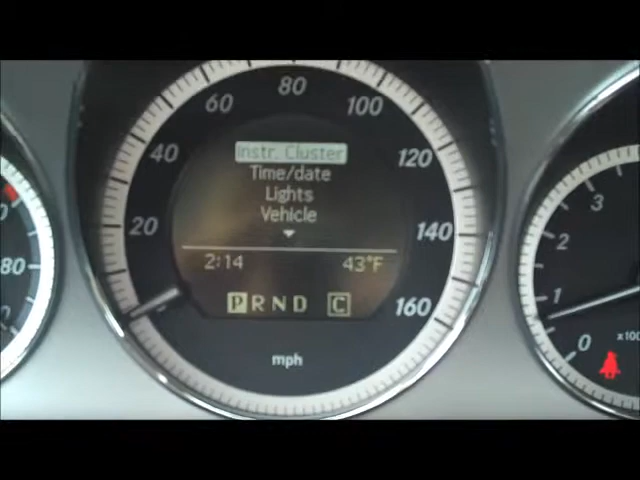 80
60
100
Instr. Cluster
40
120
Time/date
Lights
Vehicle
20
140
2:14
43°F
P R N D
C
160
mph
80
3
2
1
0